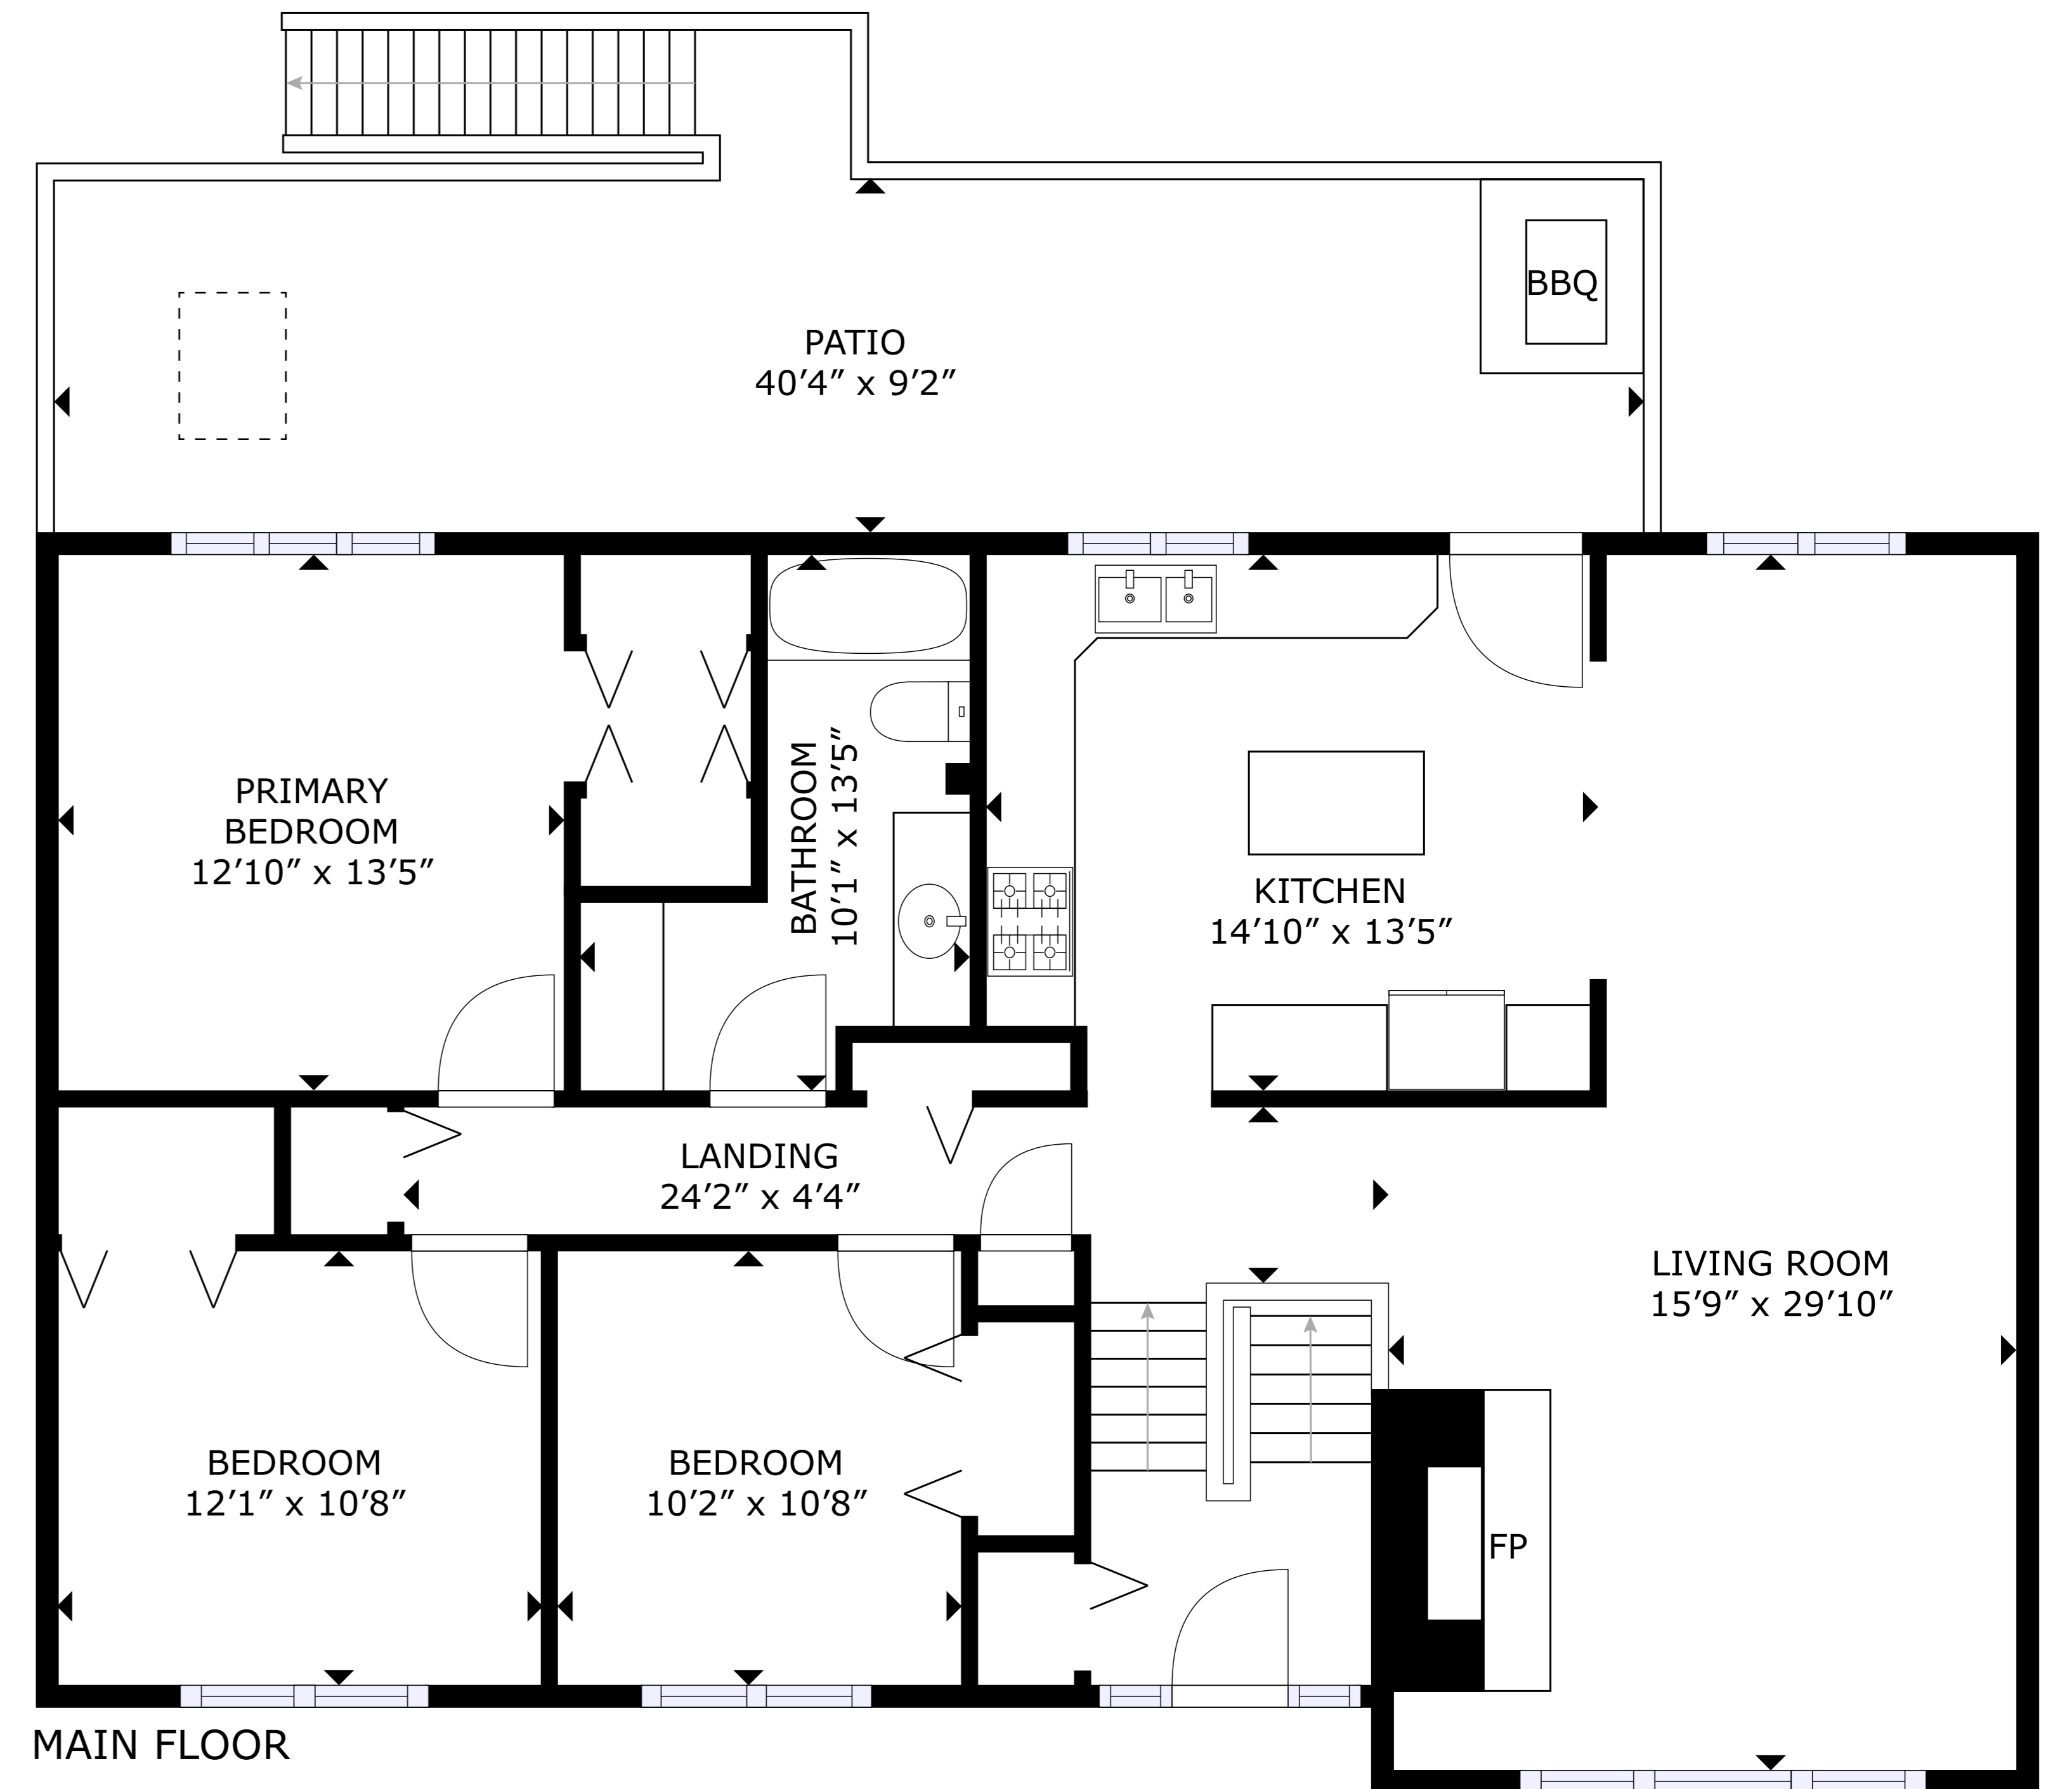 BBQ
PATIO
40’4” x 9’2”
PRIMARY
BEDROOM
12’10” x 13’5”
BATHROOM
10’1” x 13’5”
KITCHEN
14’10” x 13’5”
LANDING
24’2” x 4’4”
LIVING ROOM
15’9” x 29’10”
BEDROOM
12’1” x 10’8”
BEDROOM
10’2” x 10’8”
FP
MAIN FLOOR